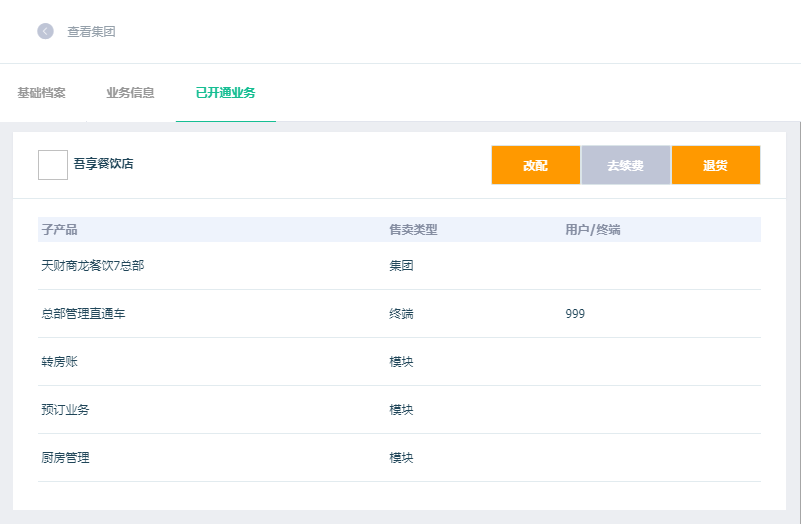 查看集团
基础档案 业务信息 已开通业务
吾享餐饮店 改配 去续费 退货
子产品 售卖类型 用户/终端
天财商龙餐饮7总部 集团
总部管理直通车 终端 999
转房账 模块
预订业务 模块
厨房管理 模块